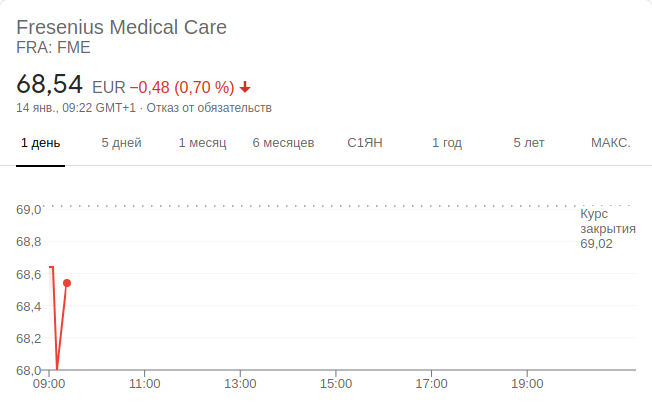 Fresenius Medical Care
FRA: FME
68,54 EUR −0,48 (0,70 %)
14 янв., 09:22 GMT+1 · Отказ от обязательств
1 день 5 дней 1 месяц 6 месяцев С1ЯН 1 год 5 лет МАКС.
69,0
Курс
закрытия
69,02
68,8
68,6
68,4
68,2
68,0
09:00 11:00 13:00 15:00 17:00 19:00